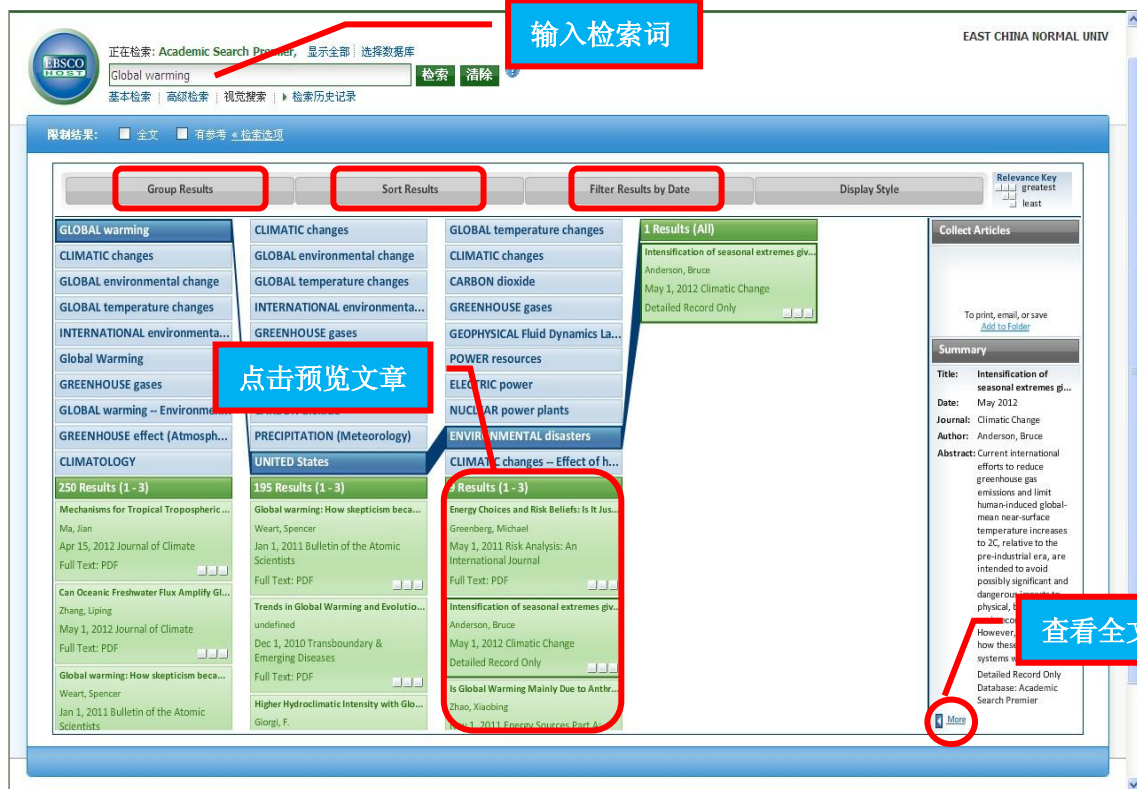 输入检索词
EAST CHINA NORMAL UNIV
EBSCO
HOST
正在检索: Academic Search Premier, 显示全部 | 选择数据库
Global warming
检索 清除
基本检索 | 高级检索 | 视觉搜索 | 检索历史记录
限制结果: 全文 有参考 « 检索选项
Group Results
Sort Results
Filter Results by Date
Display Style
Relevance Key
greatest
least
GLOBAL warming
CLIMATIC changes
GLOBAL environmental change
GLOBAL temperature changes
INTERNATIONAL environmenta...
Global Warming
GREENHOUSE gases
GLOBAL warming -- Environmen...
GREENHOUSE effect (Atmosph...
CLIMATOLOGY
250 Results (1 - 3)
Mechanisms for Tropical Tropospheric ...
Ma, Jian
Apr 15, 2012 Journal of Climate
Full Text: PDF
Can Oceanic Freshwater Flux Amplify Gl...
Zhang, Liping
May 1, 2012 Journal of Climate
Full Text: PDF
Global warming: How skepticism beca...
Weart, Spencer
Jan 1, 2011 Bulletin of the Atomic
Scientists
CLIMATIC changes
GLOBAL environmental change
GLOBAL temperature changes
INTERNATIONAL environmenta...
GREENHOUSE gases
点击预览文章
PRECIPITATION (Meteorology)
UNITED States
195 Results (1 - 3)
Global warming: How skepticism beca...
Weart, Spencer
Jan 1, 2011 Bulletin of the Atomic
Scientists
Full Text: PDF
Trends in Global Warming and Evolutio...
undefined
Dec 1, 2010 Transboundary &
Emerging Diseases
Full Text: PDF
Higher Hydroclimatic Intensity with Glo...
Giorgi, F.
GLOBAL temperature changes
CLIMATIC changes
CARBON dioxide
GREENHOUSE gases
GEOPHYSICAL Fluid Dynamics La...
POWER resources
ELECTRIC power
NUCLEAR power plants
ENVIRONMENTAL disasters
CLIMATIC changes -- Effect of h...
9 Results (1 - 3)
Energy Choices and Risk Beliefs: Is It Jus...
Greenberg, Michael
May 1, 2011 Risk Analysis: An
International Journal
Full Text: PDF
Intensification of seasonal extremes giv...
Anderson, Bruce
May 1, 2012 Climatic Change
Detailed Record Only
Is Global Warming Mainly Due to Anthr...
Zhao, Xiaobing
May 1, 2011 Energy Sources Part A:
1 Results (All)
Intensification of seasonal extremes giv...
Anderson, Bruce
May 1, 2012 Climatic Change
Detailed Record Only
Collect Articles
To print, email, or save
Add to Folder
Summary
Title: Intensification of
seasonal extremes gi...
Date: May 2012
Journal: Climatic Change
Author: Anderson, Bruce
Abstract: Current international
efforts to reduce
greenhouse gas
emissions and limit
human-induced global-
mean near-surface
temperature increases
to 2C, relative to the
pre-industrial era, are
intended to avoid
possibly significant and
dangerous
physical,
However,
how these
systems
查看全文
Detailed Record Only
Database: Academic
Search Premier
More